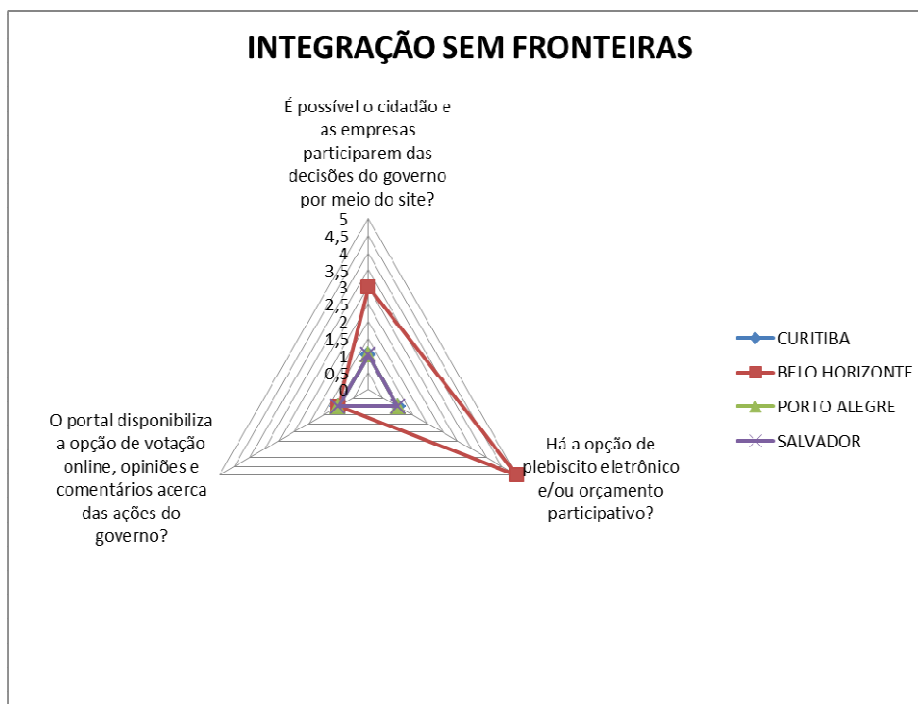 INTEGRAÇÃO SEM FRONTEIRAS
É possível o cidadão e
as empresas
participarem das
decisões do governo
por meio do site?
5
4,5
4
3,5
3
2,5
2
1,5
1
0,5
0
CURITIBA
BELO HORIZONTE
PORTO ALEGRE
SALVADOR
Há a opção de
plebiscito eletrônico
e/ou orçamento
participativo?
O portal disponibiliza
a opção de votação
online, opiniões e
comentários acerca
das ações do
governo?